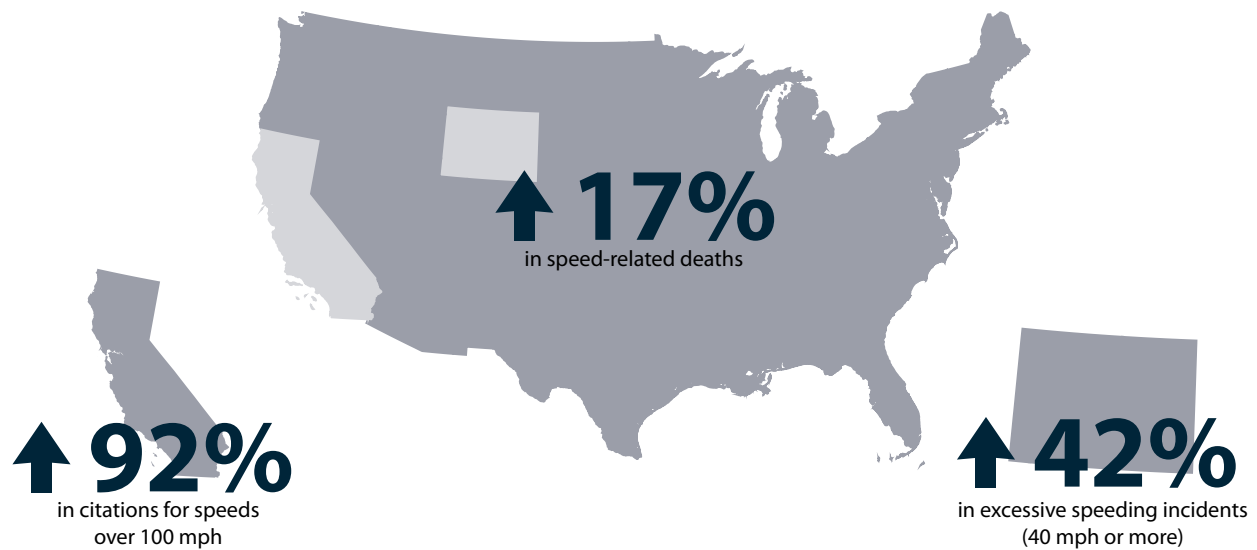 17%
in speed-related deaths
92%
in citations for speeds
over 100 mph
42%
in excessive speeding incidents
(40 mph or more)